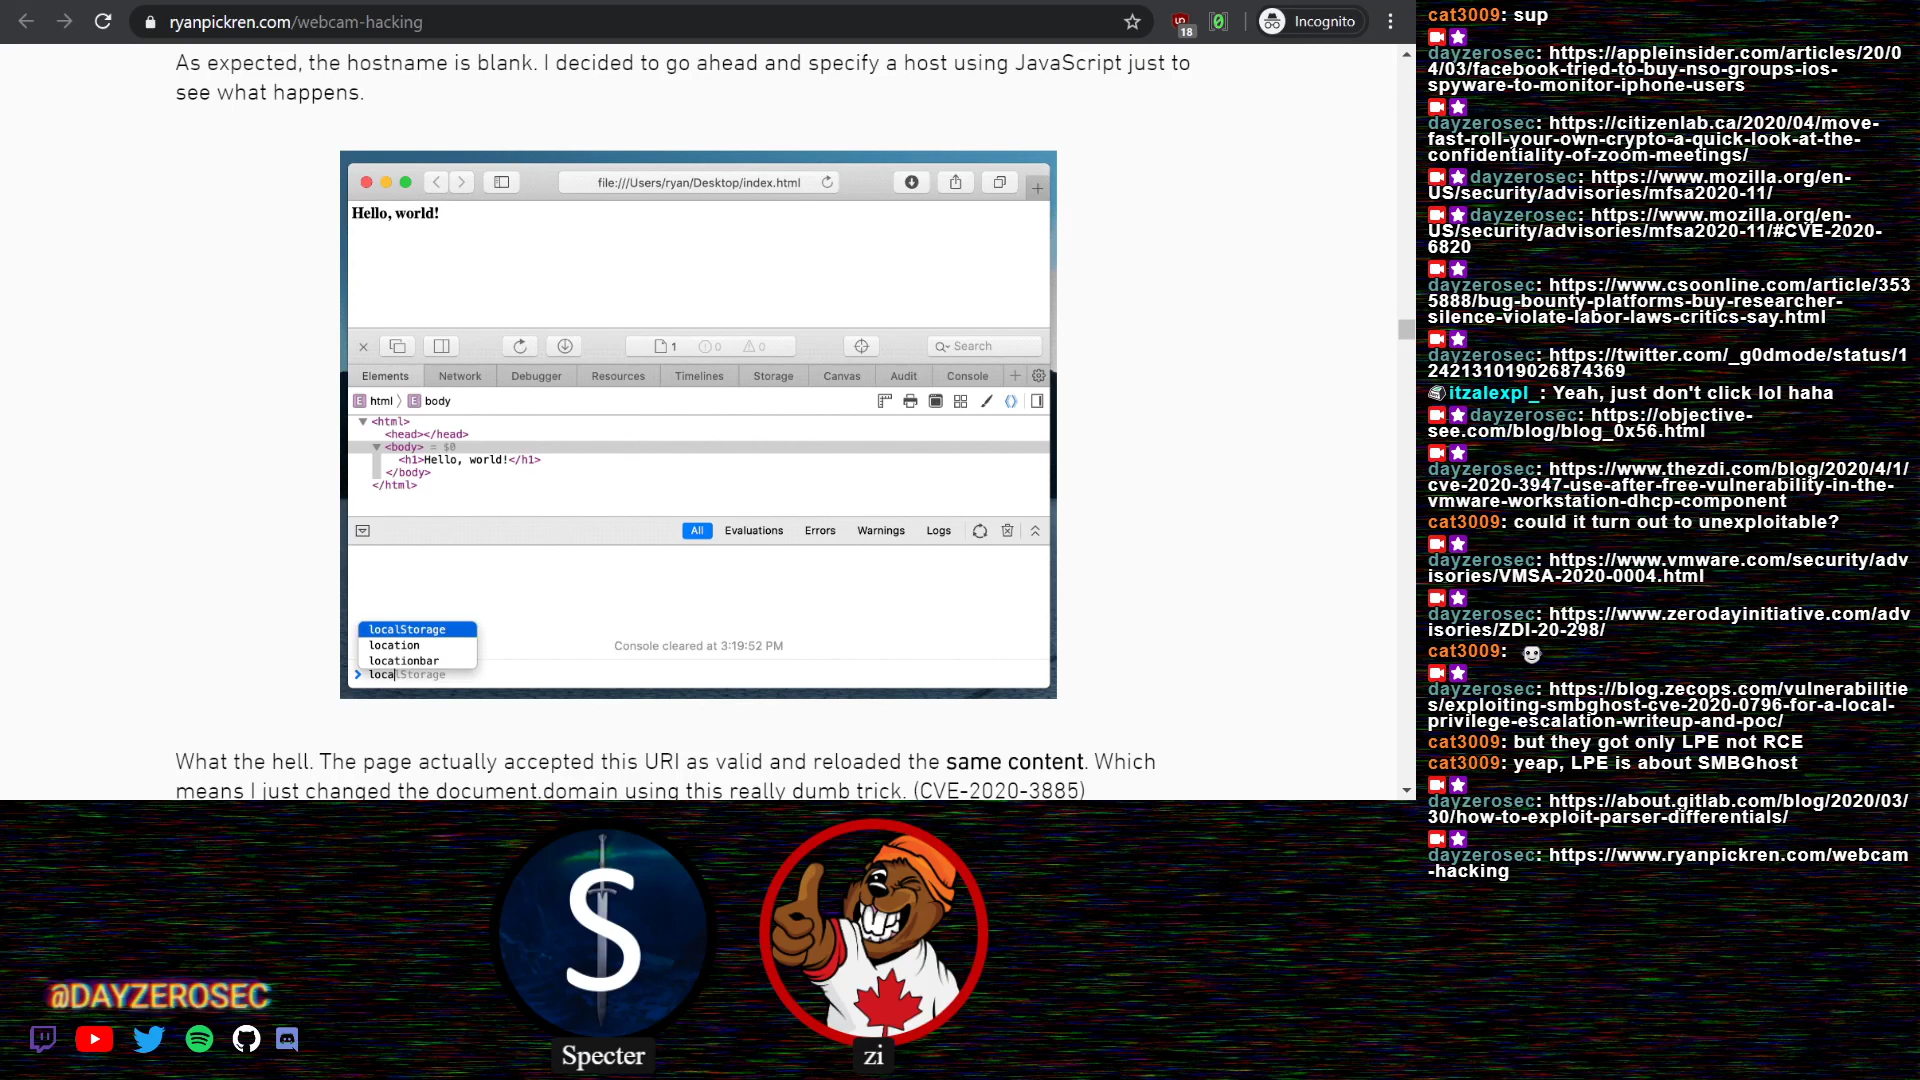 ryanpickren.com/webcam-hacking
18
Incognito
As expected, the hostname is blank. I decided to go ahead and specify a host using JavaScript just to
see what happens.
file:///Users/ryan/Desktop/index.html
Hello, world!
1
0
0
Search
Elements
Network
Debugger
Resources
Timelines
Storage
Canvas
Audit
Console
E html
E body
<html>
<head></head>
<body> = $0
<h1>Hello, world!</h1>
</body>
</html>
All
Evaluations
Errors
Warnings
Logs
localStorage
location
locationbar
Console cleared at 3:19:52 PM
localStorage
What the hell. The page actually accepted this URI as valid and reloaded the same content. Which
means I just changed the document.domain using this really dumb trick. (CVE-2020-3885)
cat3009: sup
dayzerosec: https://appleinsider.com/articles/20/0
4/03/facebook-tried-to-buy-nso-groups-ios-
spyware-to-monitor-iphone-users
dayzerosec: https://citizenlab.ca/2020/04/move-
fast-roll-your-own-crypto-a-quick-look-at-the-
confidentiality-of-zoom-meetings/
dayzerosec: https://www.mozilla.org/en-
US/security/advisories/mfsa2020-11/
dayzerosec: https://www.mozilla.org/en-
US/security/advisories/mfsa2020-11/#CVE-2020-
6820
dayzerosec: https://www.csoonline.com/article/353
5888/bug-bounty-platforms-buy-researcher-
silence-violate-labor-laws-critics-say.html
dayzerosec: https://twitter.com/_g0dmode/status/1
242131019026874369
itzalexpl_: Yeah, just don't click lol haha
dayzerosec: https://objective-
see.com/blog/blog_0x56.html
dayzerosec: https://www.thezdi.com/blog/2020/4/1/
cve-2020-3947-use-after-free-vulnerability-in-the-
vmware-workstation-dhcp-component
cat3009: could it turn out to unexploitable?
dayzerosec: https://www.vmware.com/security/adv
isories/VMSA-2020-0004.html
dayzerosec: https://www.zerodayinitiative.com/adv
isories/ZDI-20-298/
cat3009:
dayzerosec: https://blog.zecops.com/vulnerabilitie
s/exploiting-smbghost-cve-2020-0796-for-a-local-
privilege-escalation-writeup-and-poc/
cat3009: but they got only LPE not RCE
cat3009: yeap, LPE is about SMBGhost
dayzerosec: https://about.gitlab.com/blog/2020/03/
30/how-to-exploit-parser-differentials/
dayzerosec: https://www.ryanpickren.com/webcam
-hacking
@DAYZEROSEC
S
Specter
zi